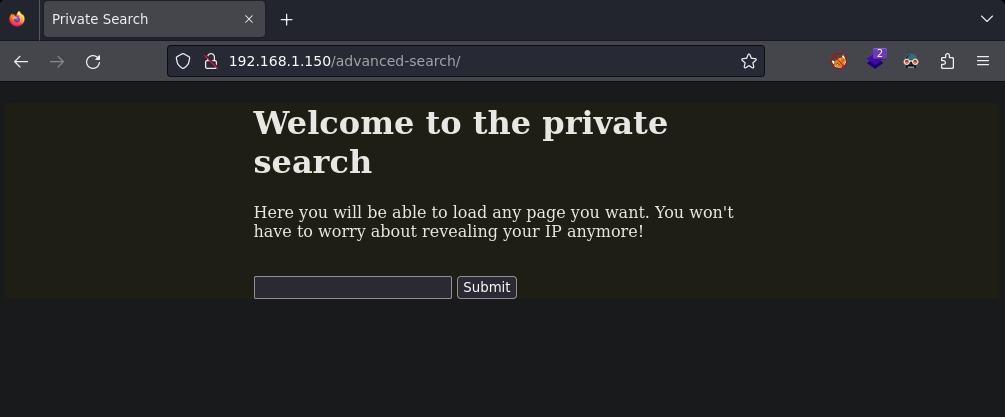 Private Search
192.168.1.150/advanced-search/
2
Welcome to the private
search
Here you will be able to load any page you want. You won't
have to worry about revealing your IP anymore!
Submit